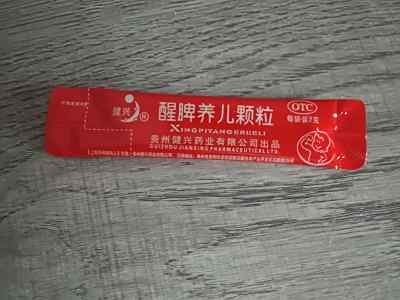 健兴
醒脾养儿颗粒
XINGPIYANGERKELI
贵州健兴药业有限公司出品
GUIZHOU JIANXING PHARMACEUTICAL LTD.
OTC
每袋装2克